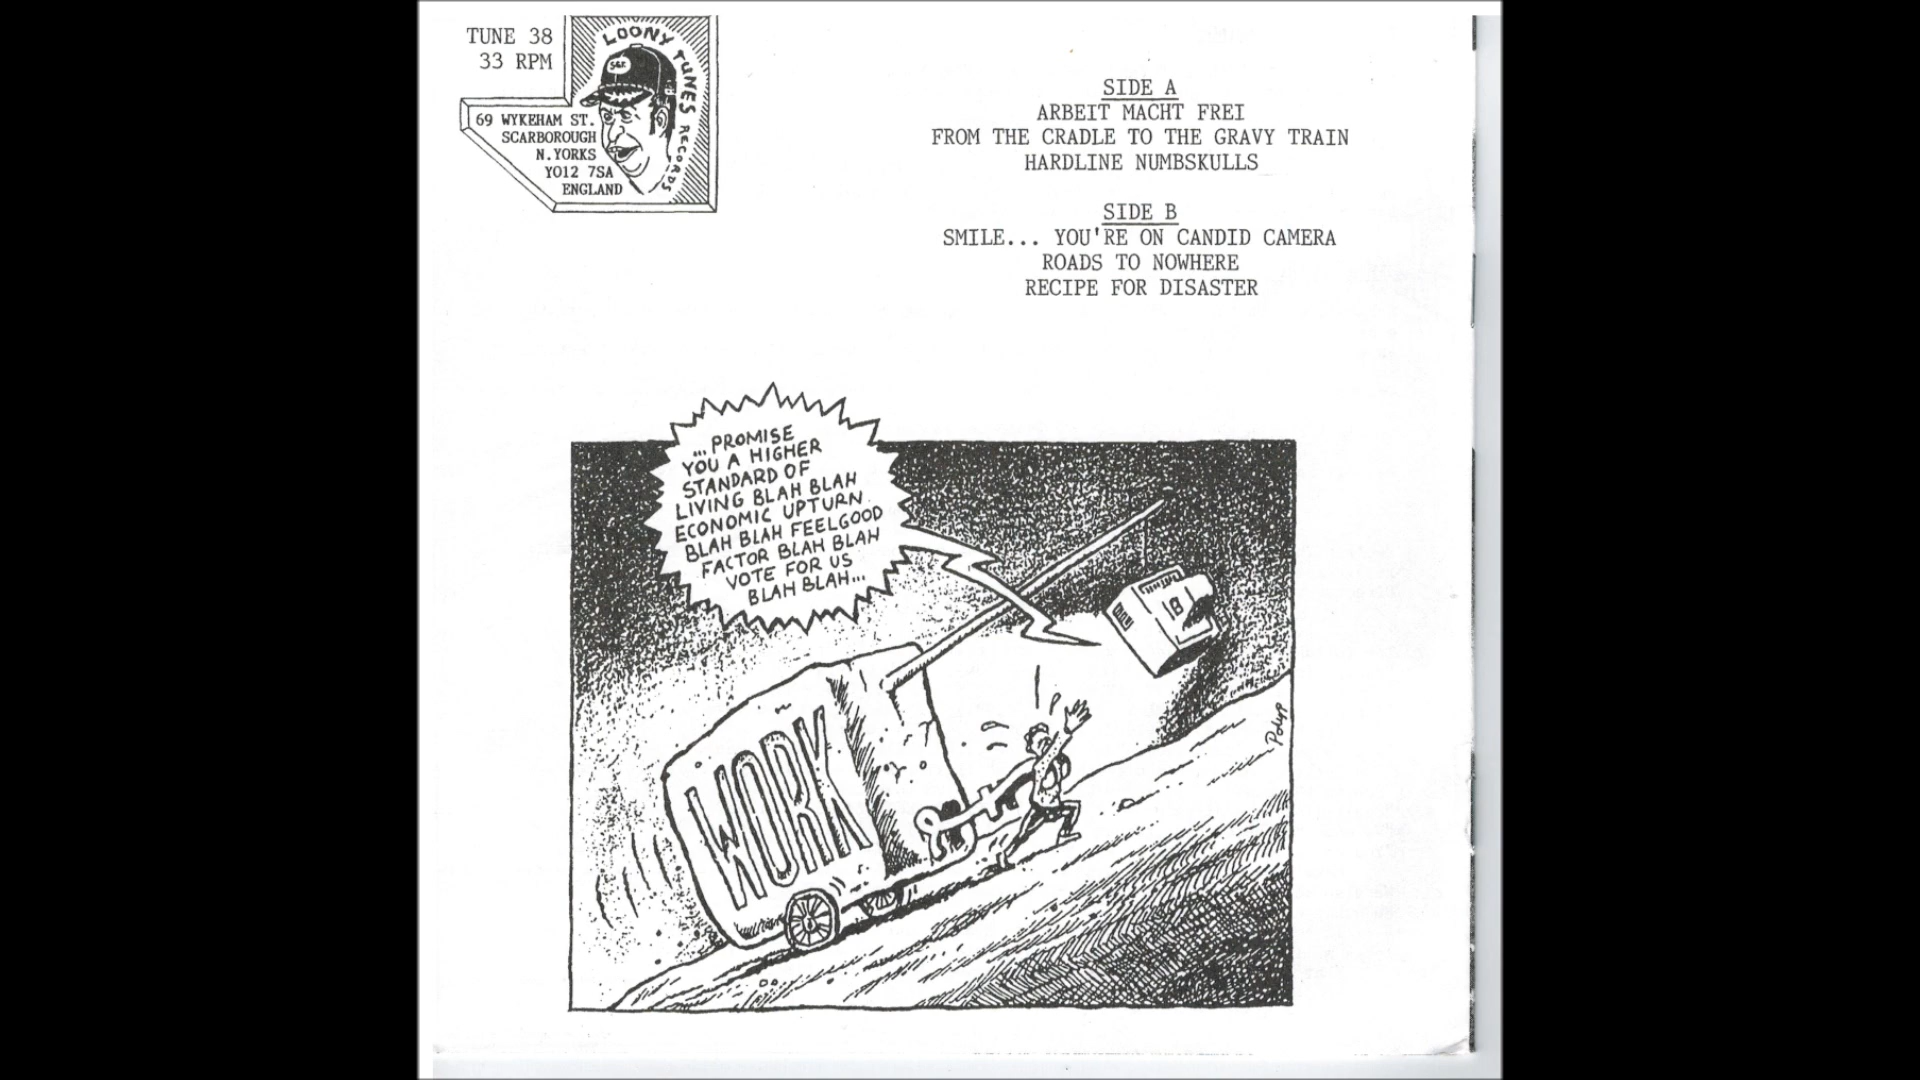 TUNE 38
33 RPM
LOONY TUNES RECORDS
69 WYKEHAM ST.
SCARBOROUGH
N.YORKS
YO12 7SA
ENGLAND
SIDE A
ARBEIT MACHT FREI
FROM THE CRADLE TO THE GRAVY TRAIN
HARDLINE NUMBSKULLS
SIDE B
SMILE... YOU'RE ON CANDID CAMERA
ROADS TO NOWHERE
RECIPE FOR DISASTER
...PROMISE
YOU A HIGHER
STANDARD OF
LIVING BLAH BLAH
ECONOMIC UPTURN
BLAH BLAH FEELGOOD
FACTOR BLAH BLAH
VOTE FOR US
BLAH BLAH...
WORK
Polyp